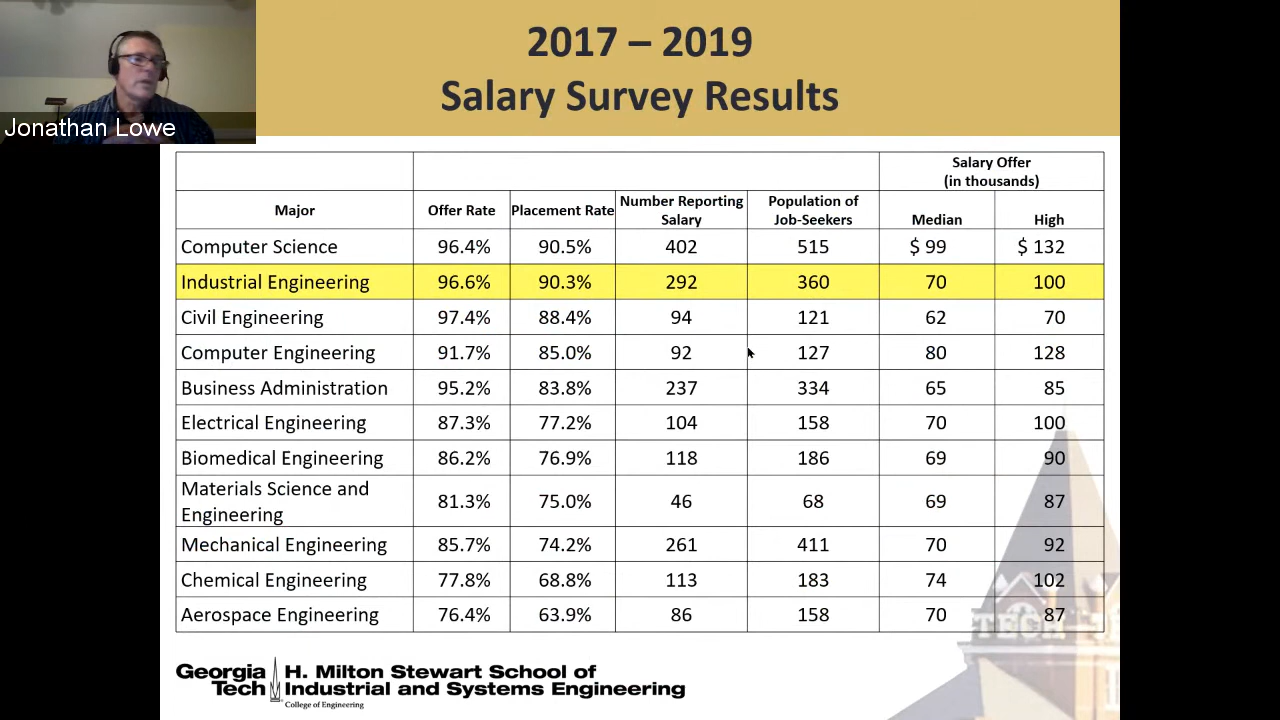 2017 – 2019
Salary Survey Results
Jonathan Lowe
Salary Offer
(in thousands)
Major Offer Rate Placement Rate Number Reporting Salary Population of Job-Seekers Median High
Computer Science 96.4% 90.5% 402 515 $ 99 $ 132
Industrial Engineering 96.6% 90.3% 292 360 70 100
Civil Engineering 97.4% 88.4% 94 121 62 70
Computer Engineering 91.7% 85.0% 92 127 80 128
Business Administration 95.2% 83.8% 237 334 65 85
Electrical Engineering 87.3% 77.2% 104 158 70 100
Biomedical Engineering 86.2% 76.9% 118 186 69 90
Materials Science and Engineering 81.3% 75.0% 46 68 69 87
Mechanical Engineering 85.7% 74.2% 261 411 70 92
Chemical Engineering 77.8% 68.8% 113 183 74 102
Aerospace Engineering 76.4% 63.9% 86 158 70 87
TECH
Georgia Tech
H. Milton Stewart School of
Industrial and Systems Engineering
College of Engineering